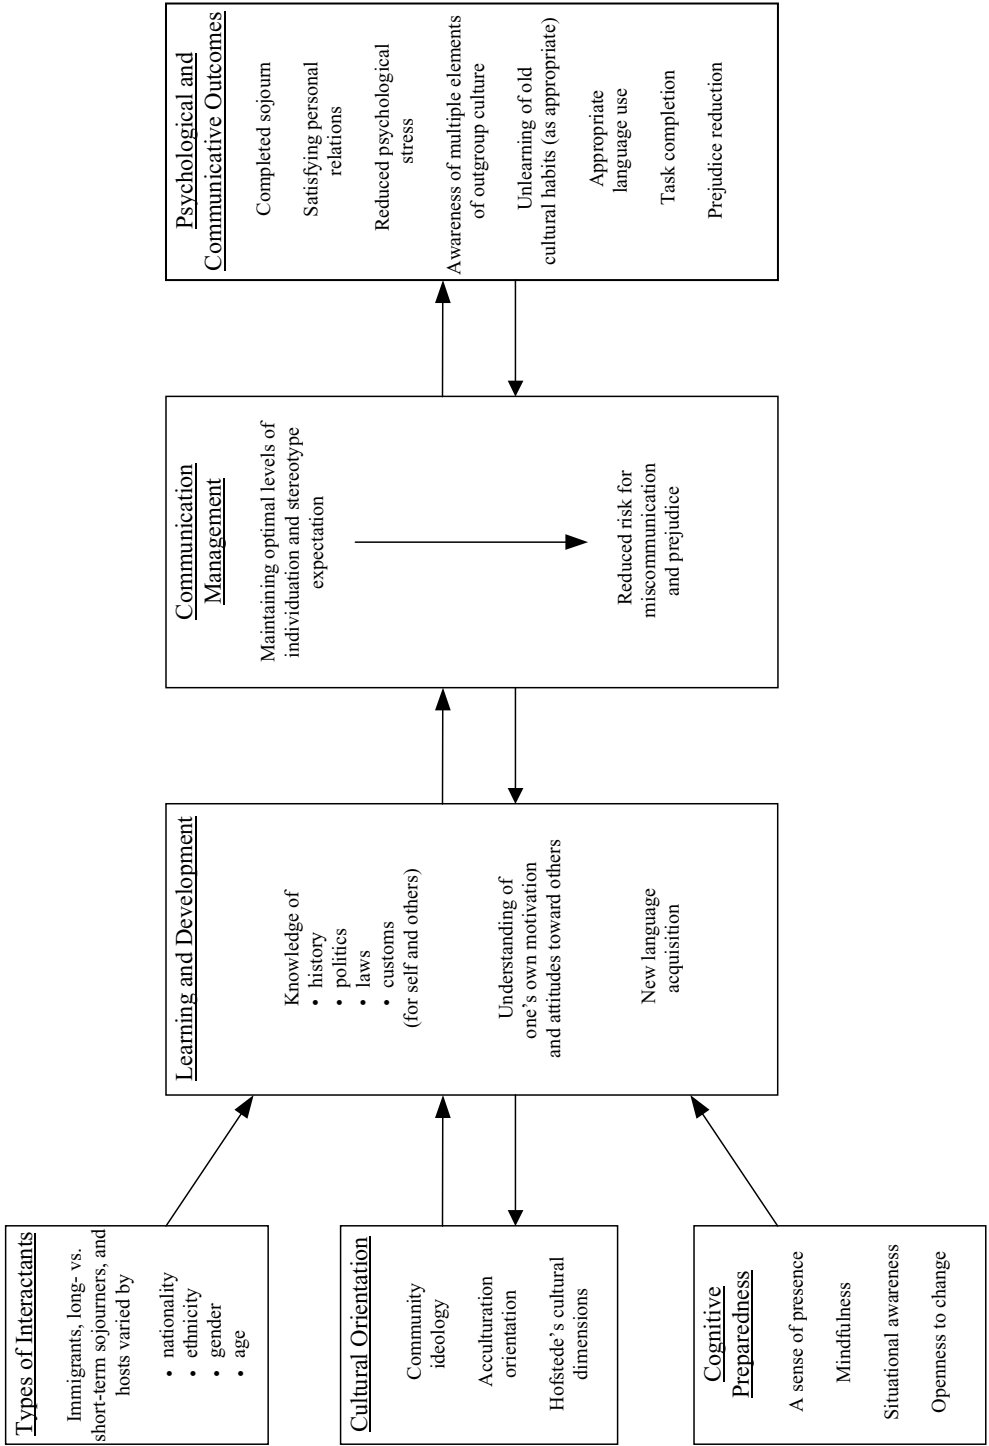 Types of Interactants
Immigrants, long- vs.
short-term sojourners, and
hosts varied by
• nationality
• ethnicity
• gender
• age
Cultural Orientation
Community
ideology
Acculturation
orientation
Hofstede’s cultural
dimensions
Cognitive
Preparedness
A sense of presence
Mindfulness
Situational awareness
Openness to change
Learning and Development
Knowledge of
• history
• politics
• laws
• customs
(for self and others)
Understanding of
one’s own motivation
and attitudes toward others
New language
acquisition
Communication
Management
Maintaining optimal levels of
individuation and stereotype
expectation
Reduced risk for
miscommunication
and prejudice
Psychological and
Communicative Outcomes
Completed sojourn
Satisfying personal
relations
Reduced psychological
stress
Awareness of multiple elements
of outgroup culture
Unlearning of old
cultural habits (as appropriate)
Appropriate
language use
Task completion
Prejudice reduction